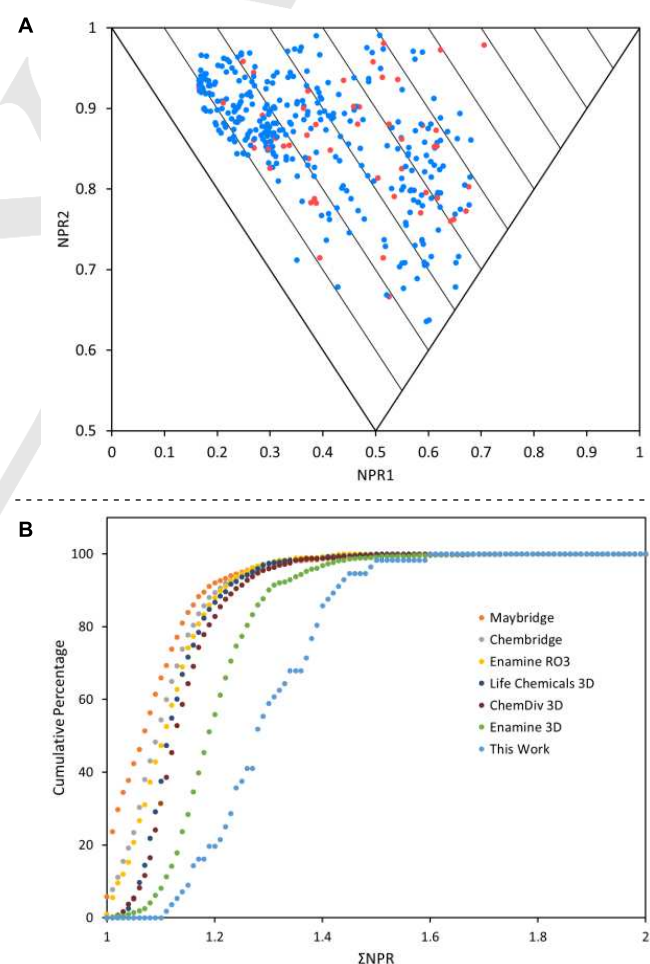 A
1
0.9
0.8
0.7
0.6
0.5
NPR2
0 0.1 0.2 0.3 0.4 0.5 0.6 0.7 0.8 0.9 1
NPR1
B
100
80
60
40
20
0
Cumulative Percentage
Maybridge
Chembridge
Enamine RO3
Life Chemicals 3D
ChemDiv 3D
Enamine 3D
This Work
1 1.2 1.4 1.6 1.8 2
ΣNPR